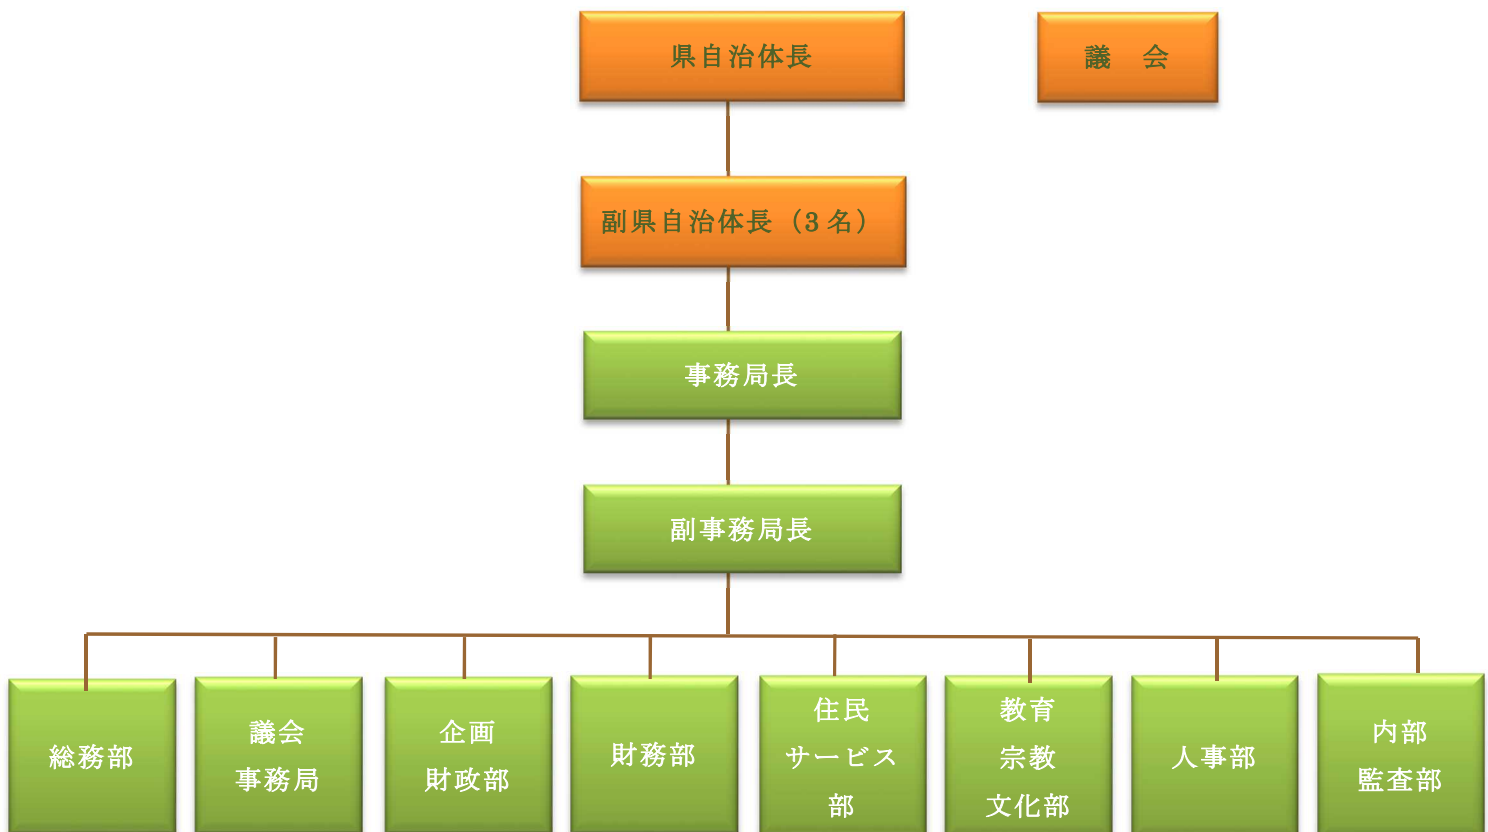 県自治体長
議　会
副県自治体長（3 名）
事務局長
副事務局長
総務部
議会
事務局
企画
財政部
財務部
住民
サービス
部
教育
宗教
文化部
人事部
内部
監査部